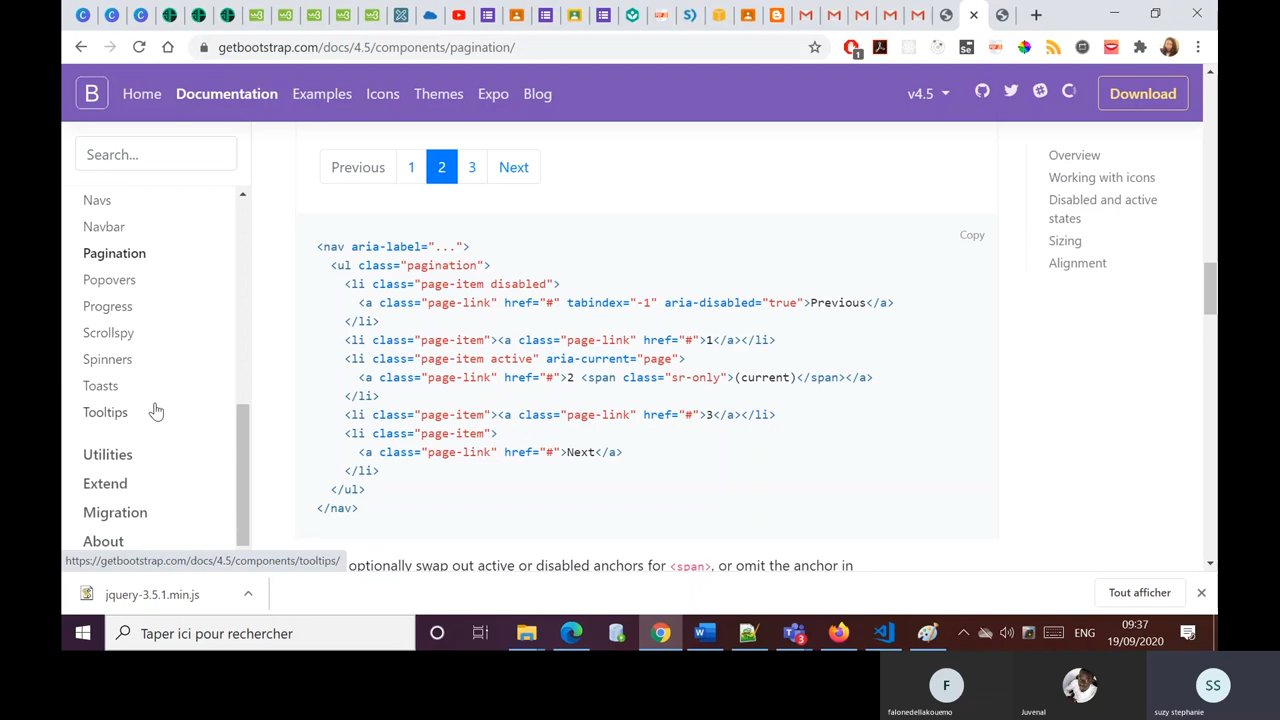 getbootstrap.com/docs/4.5/components/pagination/
1
B Home Documentation Examples Icons Themes Expo Blog v4.5 Download
Search...
Navs
Navbar
Pagination
Popovers
Progress
Scrollspy
Spinners
Toasts
Tooltips
Utilities
Extend
Migration
About
Previous 1 2 3 Next
Copy
<nav aria-label="...">
<ul class="pagination">
<li class="page-item disabled">
<a class="page-link" href="#" tabindex="-1" aria-disabled="true">Previous</a>
</li>
<li class="page-item"><a class="page-link" href="#">1</a></li>
<li class="page-item active" aria-current="page">
<a class="page-link" href="#">2 <span class="sr-only">(current)</span></a>
</li>
<li class="page-item"><a class="page-link" href="#">3</a></li>
<li class="page-item">
<a class="page-link" href="#">Next</a>
</li>
</ul>
</nav>
optionally swap out active or disabled anchors for <span>, or omit the anchor in
Overview
Working with icons
Disabled and active
states
Sizing
Alignment
https://getbootstrap.com/docs/4.5/components/tooltips/
jquery-3.5.1.min.js
Tout afficher
Taper ici pour rechercher
3
ENG
09:37
19/09/2020
F
falonedellakouemo
Juvenal
SS
suzy stephanie